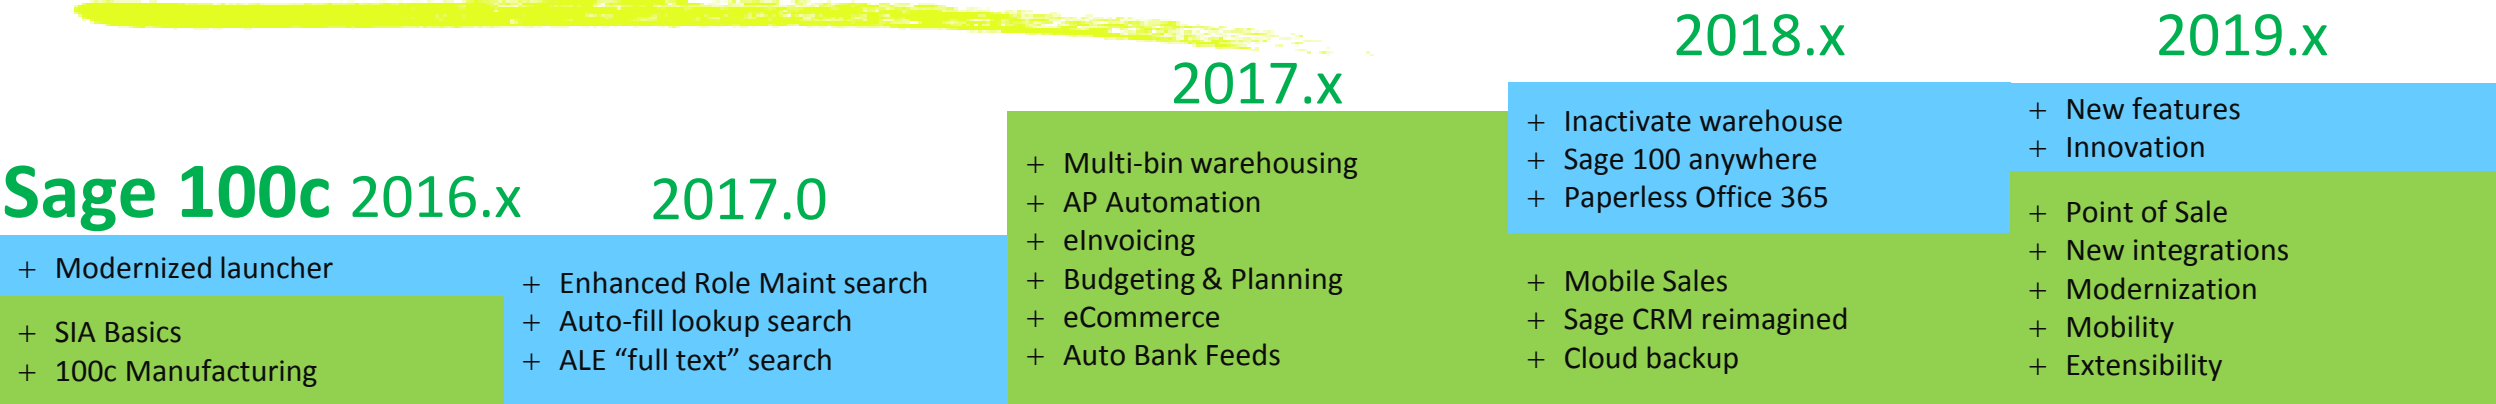 Sage 100c 2016.x
+ Modernized launcher
+ SIA Basics
+ 100c Manufacturing
2017.0
+ Enhanced Role Maint search
+ Auto-fill lookup search
+ ALE “full text” search
2017.x
+ Multi-bin warehousing
+ AP Automation
+ eInvoicing
+ Budgeting & Planning
+ eCommerce
+ Auto Bank Feeds
2018.x
+ Inactivate warehouse
+ Sage 100 anywhere
+ Paperless Office 365
+ Mobile Sales
+ Sage CRM reimagined
+ Cloud backup
2019.x
+ New features
+ Innovation
+ Point of Sale
+ New integrations
+ Modernization
+ Mobility
+ Extensibility